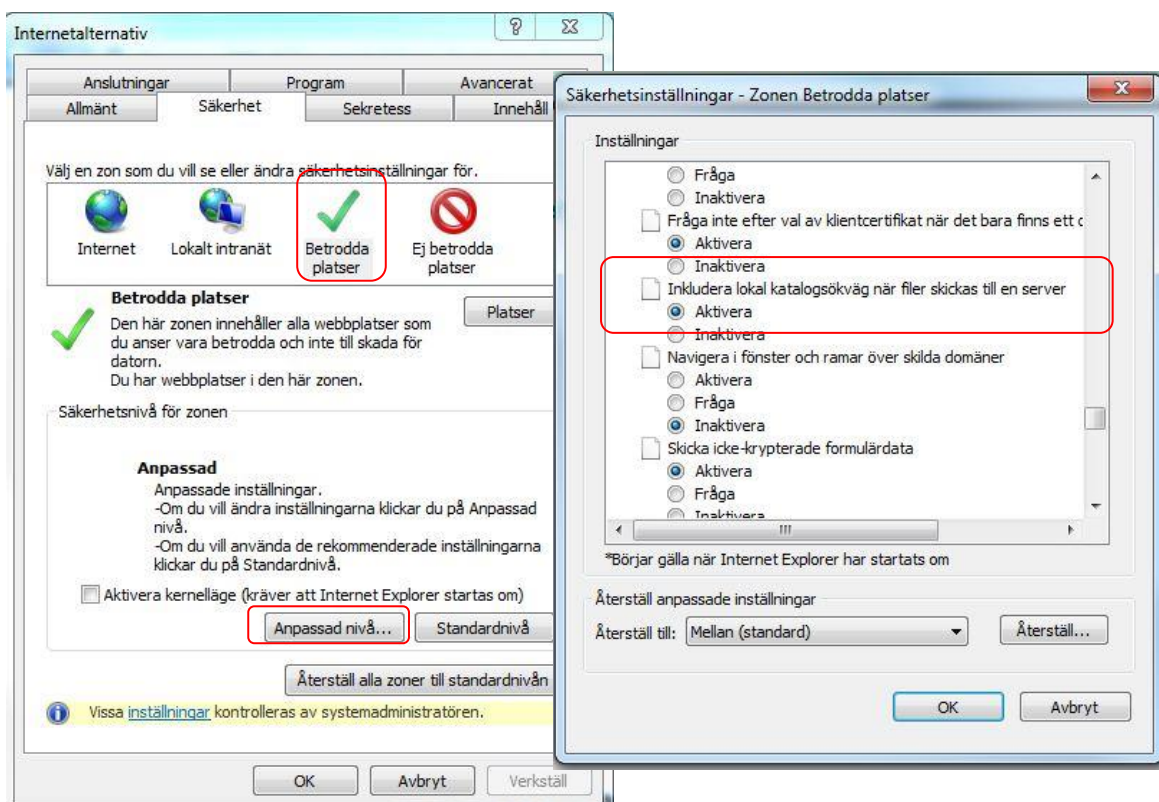 Internetalternativ
Anslutningar Program Avancerat
Allmänt Säkerhet Sekretess Innehåll
Välj en zon som du vill se eller ändra säkerhetsinställningar för.
Internet Lokalt intranät Betrodda platser Ej betrodda platser
Betrodda platser
Platser
Den här zonen innehåller alla webbplatser som
du anser vara betrodda och inte till skada för
datorn.
Du har webbplatser i den här zonen.
Säkerhetsnivå för zonen
Anpassad
Anpassade inställningar.
-Om du vill ändra inställningarna klickar du på Anpassad
nivå.
-Om du vill använda de rekommenderade inställningarna
klickar du på Standardnivå.
Aktivera kernelläge (kräver att Internet Explorer startas om)
Anpassad nivå... Standardnivå
Återställ alla zoner till standardnivån
Vissa inställningar kontrolleras av systemadministratören.
OK Avbryt Verkställ
Säkerhetsinställningar - Zonen Betrodda platser
Inställningar
Fråga
Inaktivera
Fråga inte efter val av klientcertifikat när det bara finns ett
Aktivera
Inaktivera
Inkludera lokal katalogsökväg när filer skickas till en server
Aktivera
Inaktivera
Navigera i fönster och ramar över skilda domäner
Aktivera
Fråga
Inaktivera
Skicka icke-krypterade formulärdata
Aktivera
Fråga
Inaktivera
*Börjar gälla när Internet Explorer har startats om
Återställ anpassade inställningar
Återställ till: Mellan (standard) Återställ...
OK Avbryt